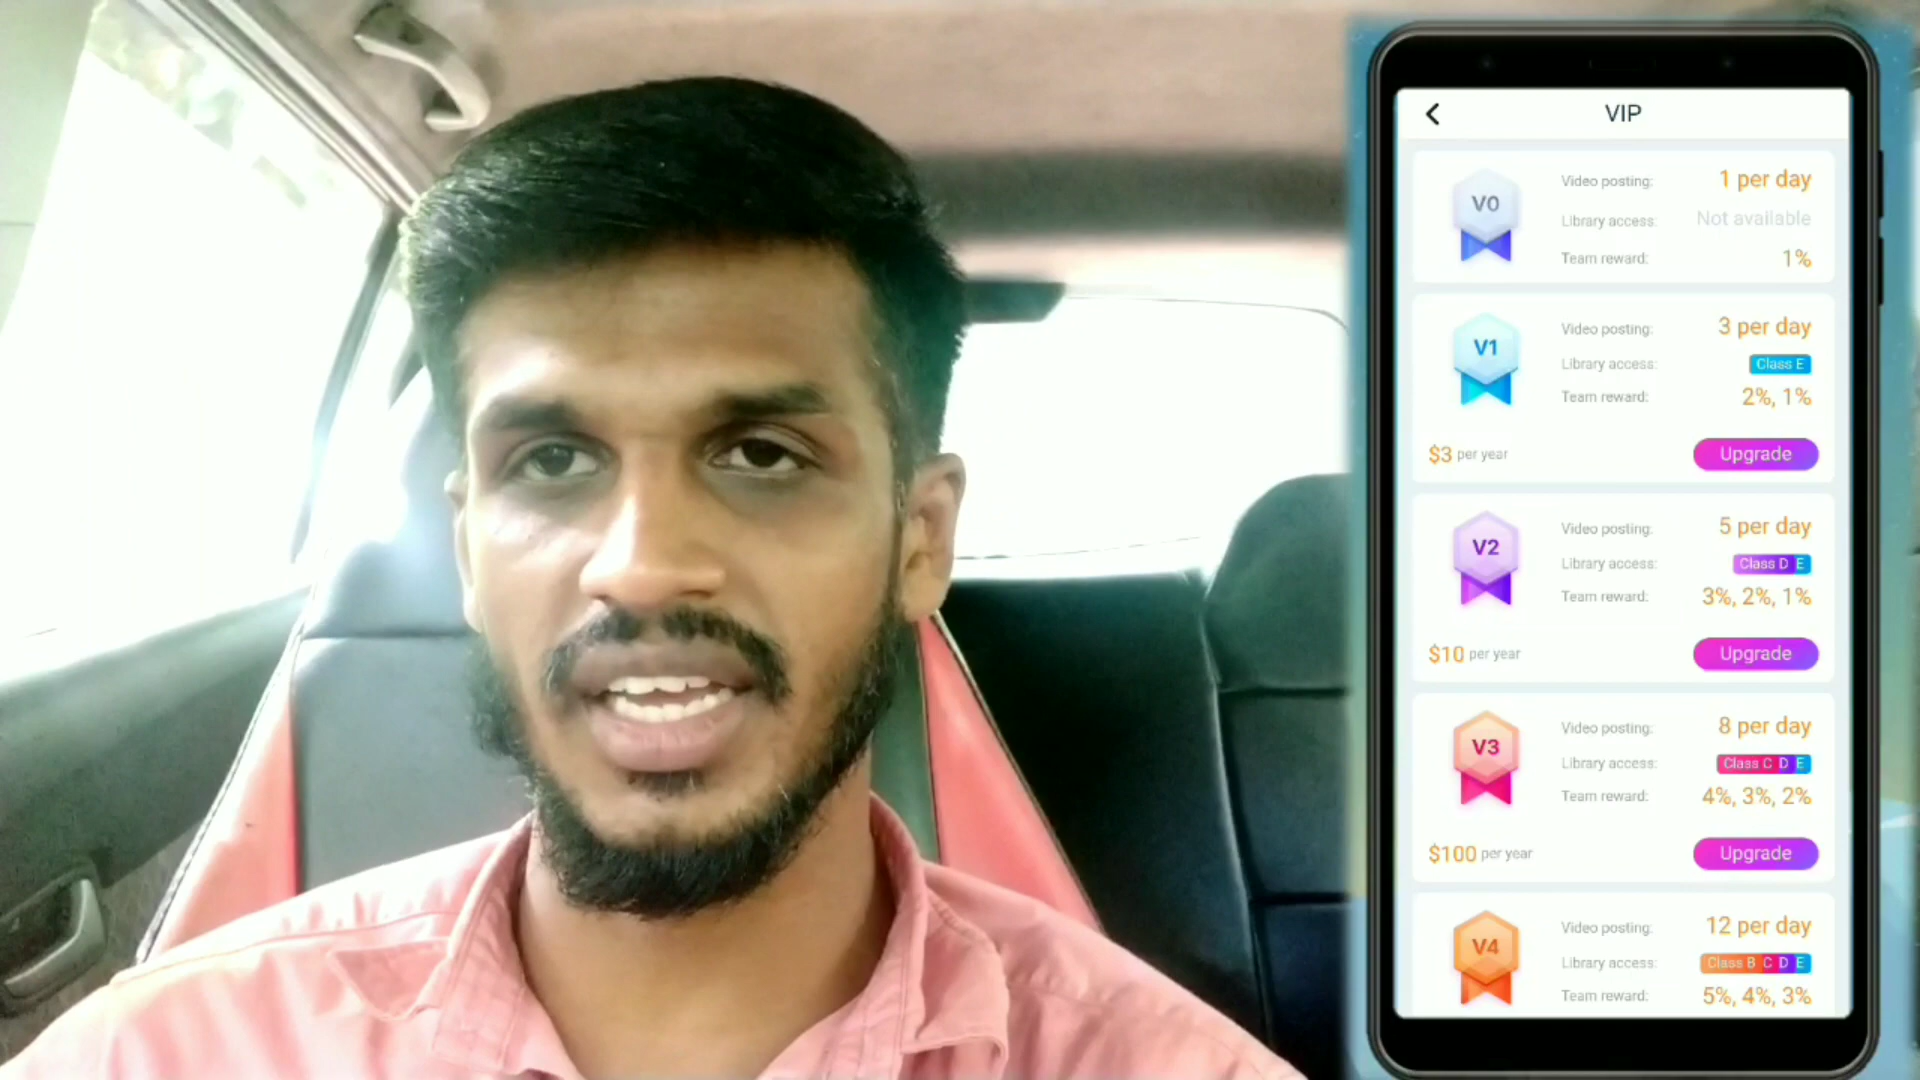 VIP
V0
Video posting: 1 per day
Library access: Not available
Team reward: 1%
V1
Video posting: 3 per day
Library access: Class E
Team reward: 2%, 1%
$3 per year Upgrade
V2
Video posting: 5 per day
Library access: Class D E
Team reward: 3%, 2%, 1%
$10 per year Upgrade
V3
Video posting: 8 per day
Library access: Class C D E
Team reward: 4%, 3%, 2%
$100 per year Upgrade
V4
Video posting: 12 per day
Library access: Class B C D E
Team reward: 5%, 4%, 3%